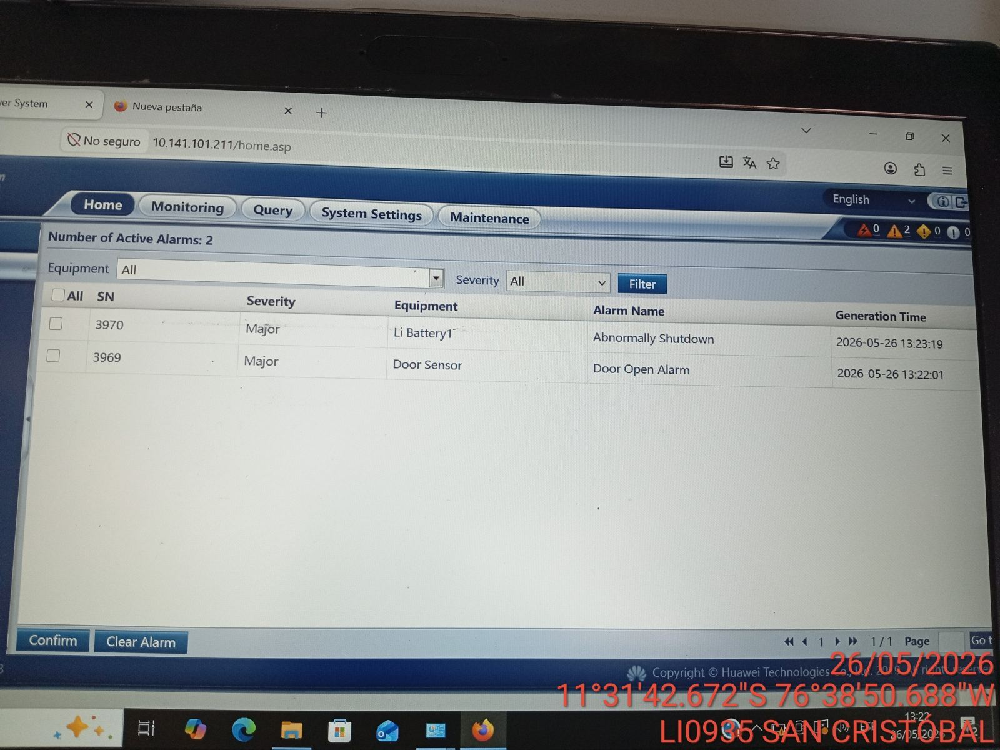 er System
Nueva pestaña
No seguro 10.141.101.211/home.asp
English
Home Monitoring Query System Settings Maintenance
0 2 0 0
Number of Active Alarms: 2
Equipment All Severity All Filter
All SN Severity Equipment Alarm Name Generation Time
3970 Major Li Battery1 Abnormally Shutdown 2026-05-26 13:23:19
3969 Major Door Sensor Door Open Alarm 2026-05-26 13:22:01
Confirm Clear Alarm
1 1 / 1 Page Go t
Copyright © Huawei Technologies
26/05/2026
11°31'42.672"S 76°38'50.688"W
13:22
LI0935 SAN CRISTÓBAL